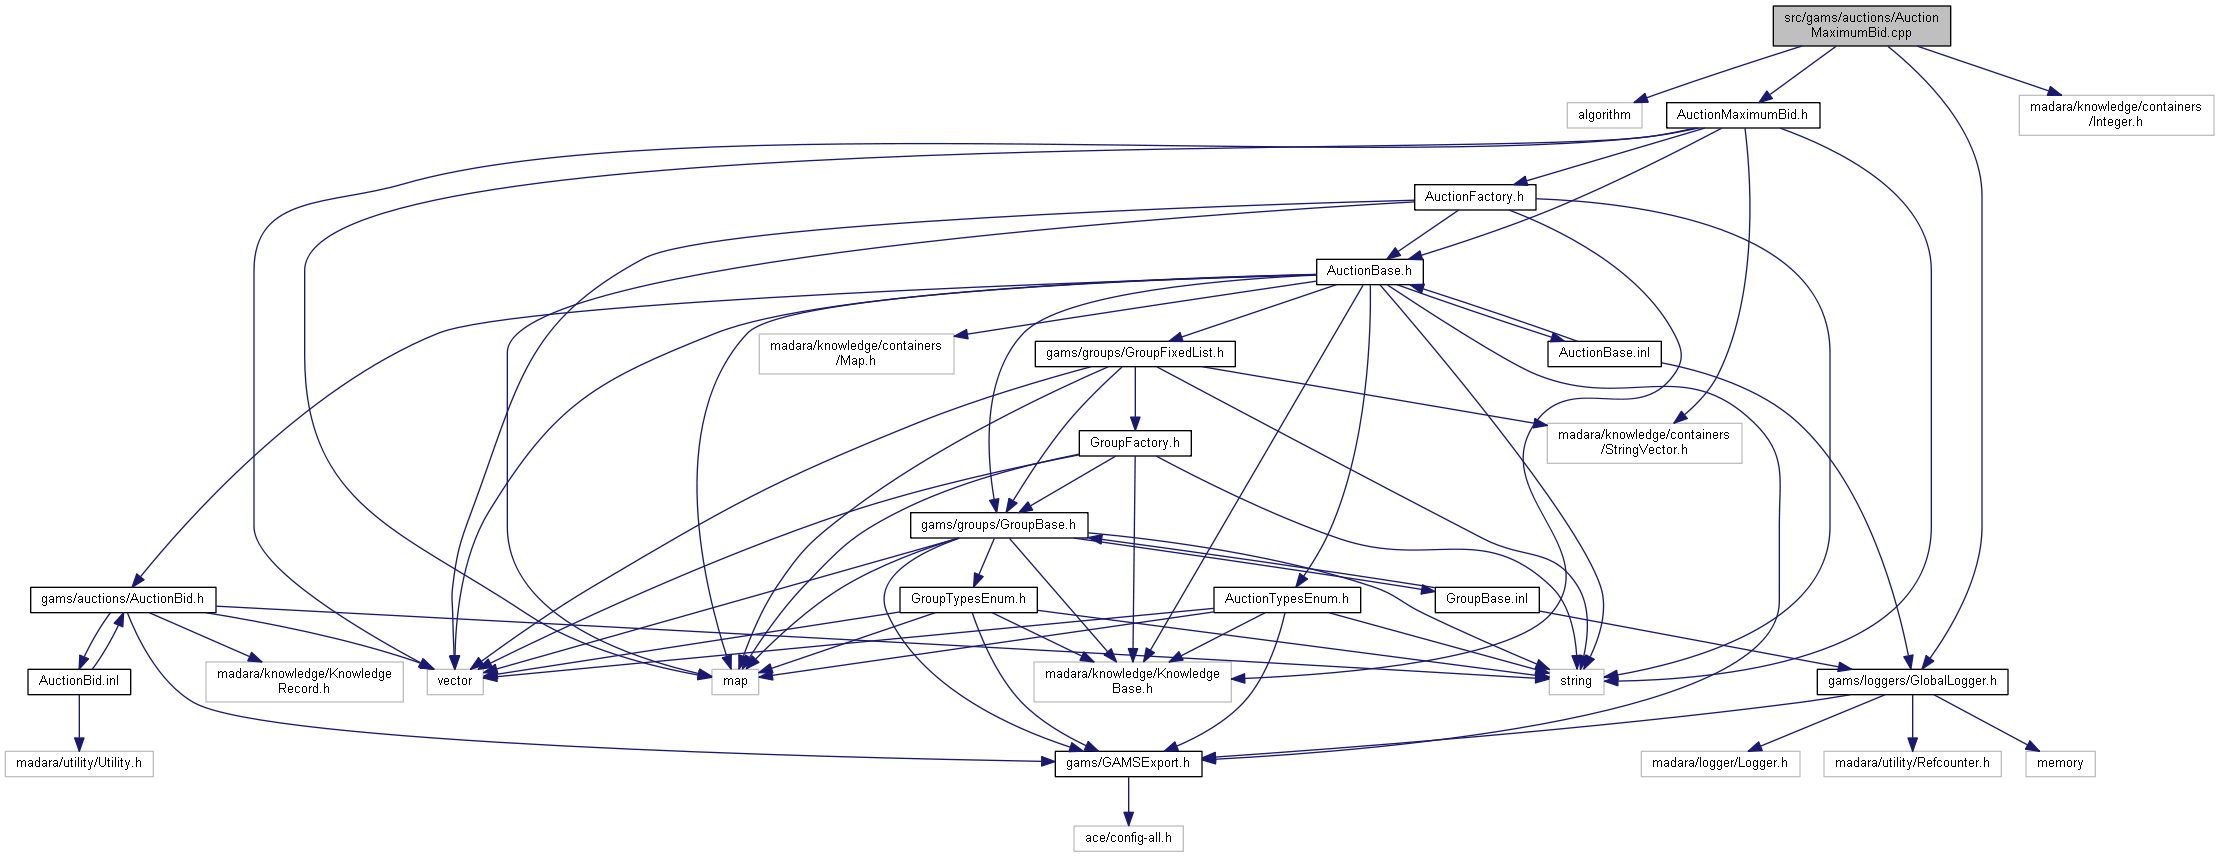 src/gams/auctions/Auction
MaximumBid.cpp
algorithm
AuctionMaximumBid.h
madara/knowledge/containers
/Integer.h
AuctionFactory.h
AuctionBase.h
madara/knowledge/containers
/Map.h
gams/groups/GroupFixedList.h
AuctionBase.inl
GroupFactory.h
madara/knowledge/containers
/StringVector.h
gams/groups/GroupBase.h
gams/auctions/AuctionBid.h
GroupTypesEnum.h
AuctionTypesEnum.h
GroupBase.inl
AuctionBid.inl
madara/knowledge/Knowledge
Record.h
vector
map
madara/knowledge/Knowledge
Base.h
string
gams/loggers/GlobalLogger.h
madara/utility/Utility.h
gams/GAMSExport.h
madara/logger/Logger.h
madara/utility/Refcounter.h
memory
ace/config-all.h